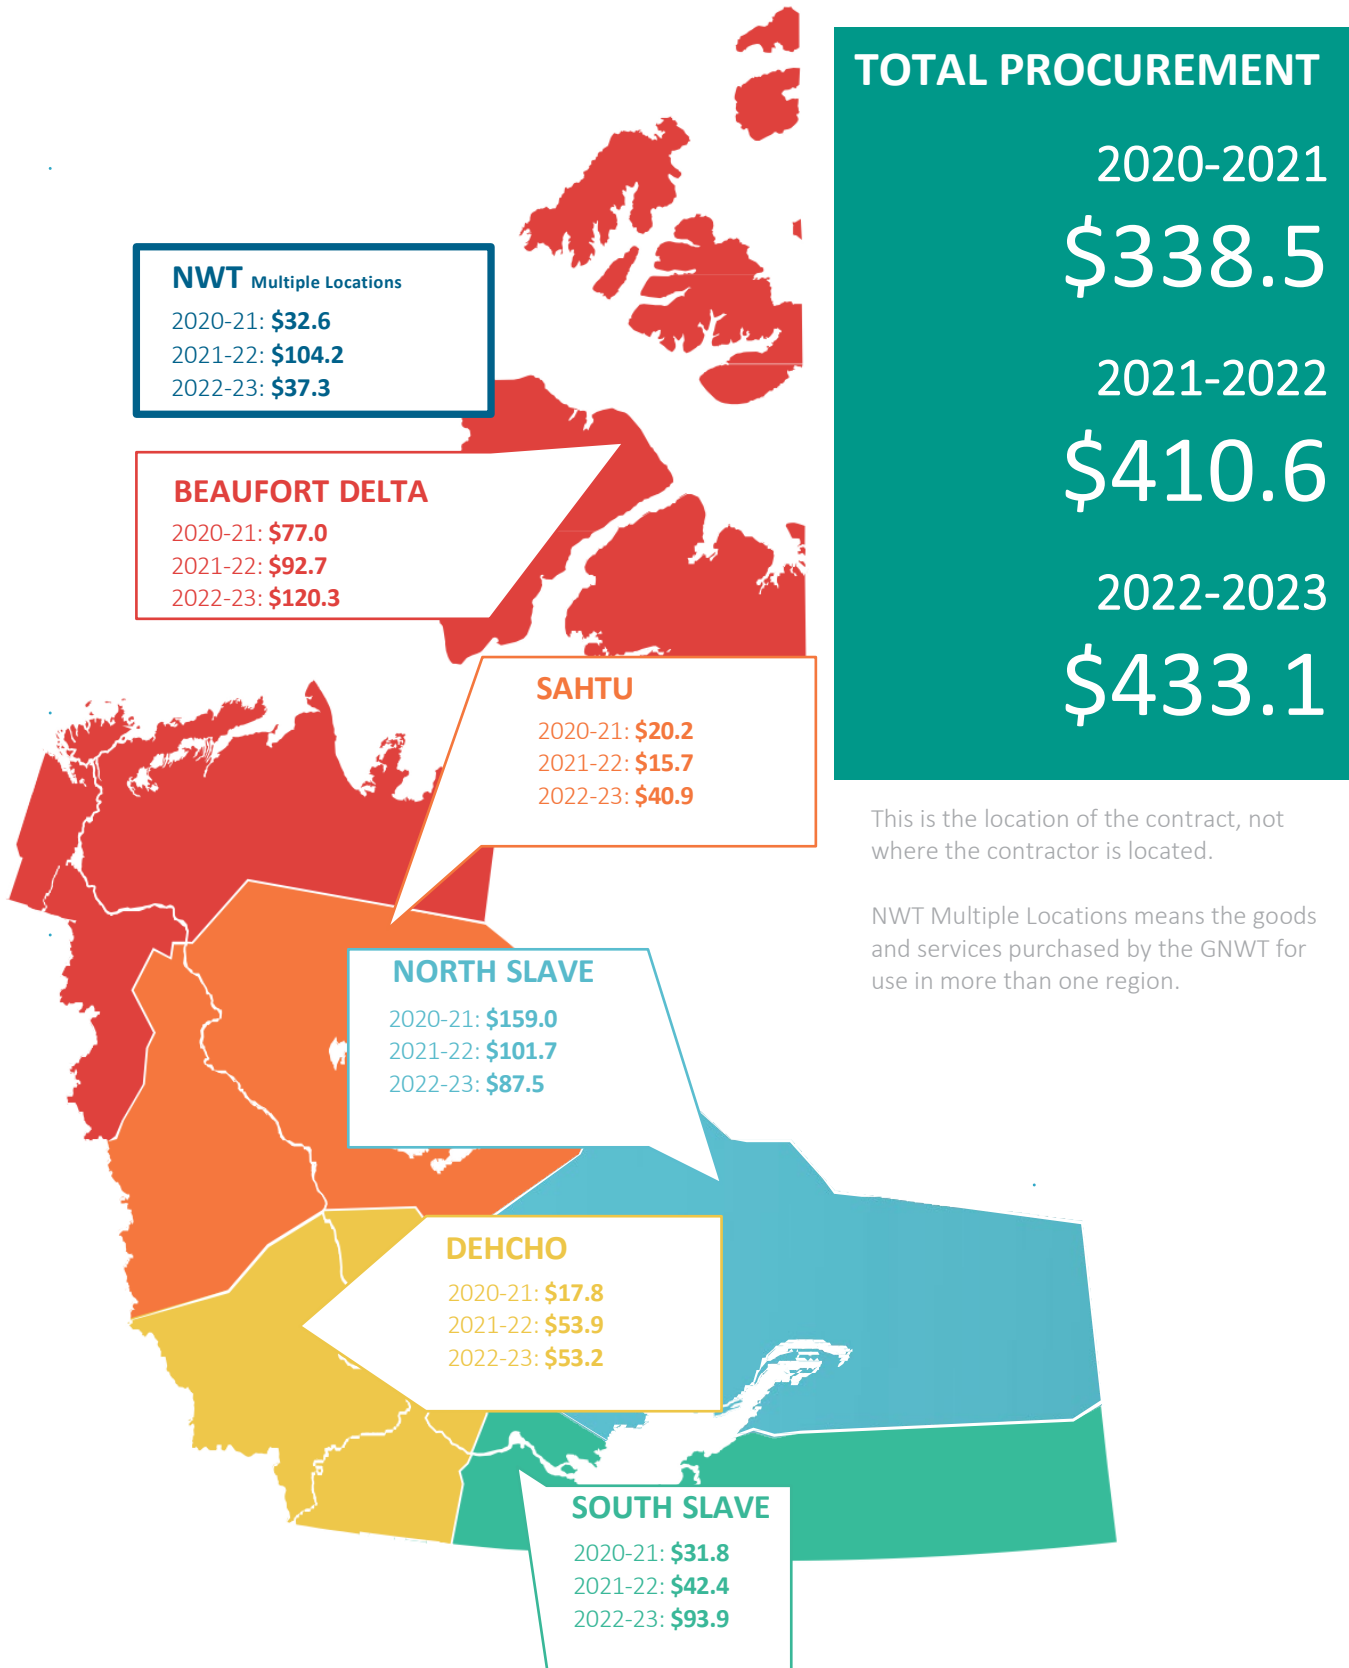 TOTAL PROCUREMENT
2020-2021
$338.5
2021-2022
$410.6
2022-2023
$433.1
This is the location of the contract, not
where the contractor is located.
NWT Multiple Locations means the goods
and services purchased by the GNWT for
use in more than one region.
NWT Multiple Locations
2020-21: $32.6
2021-22: $104.2
2022-23: $37.3
BEAUFORT DELTA
2020-21: $77.0
2021-22: $92.7
2022-23: $120.3
SAHTU
2020-21: $20.2
2021-22: $15.7
2022-23: $40.9
NORTH SLAVE
2020-21: $159.0
2021-22: $101.7
2022-23: $87.5
DEHCHO
2020-21: $17.8
2021-22: $53.9
2022-23: $53.2
SOUTH SLAVE
2020-21: $31.8
2021-22: $42.4
2022-23: $93.9